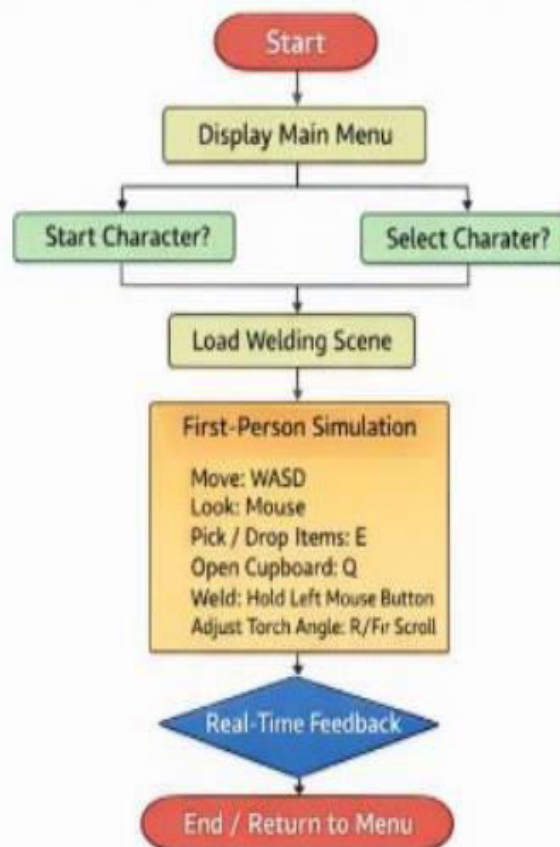 Start
Display Main Menu
Start Character?
Select Charater?
Load Welding Scene
First-Person Simulation
Move: WASD
Look: Mouse
Pick / Drop Items: E
Open Cupboard: Q
Weld: Hold Left Mouse Button
Adjust Torch Angle: Scroll
Real-Time Feedback
End / Return to Menu